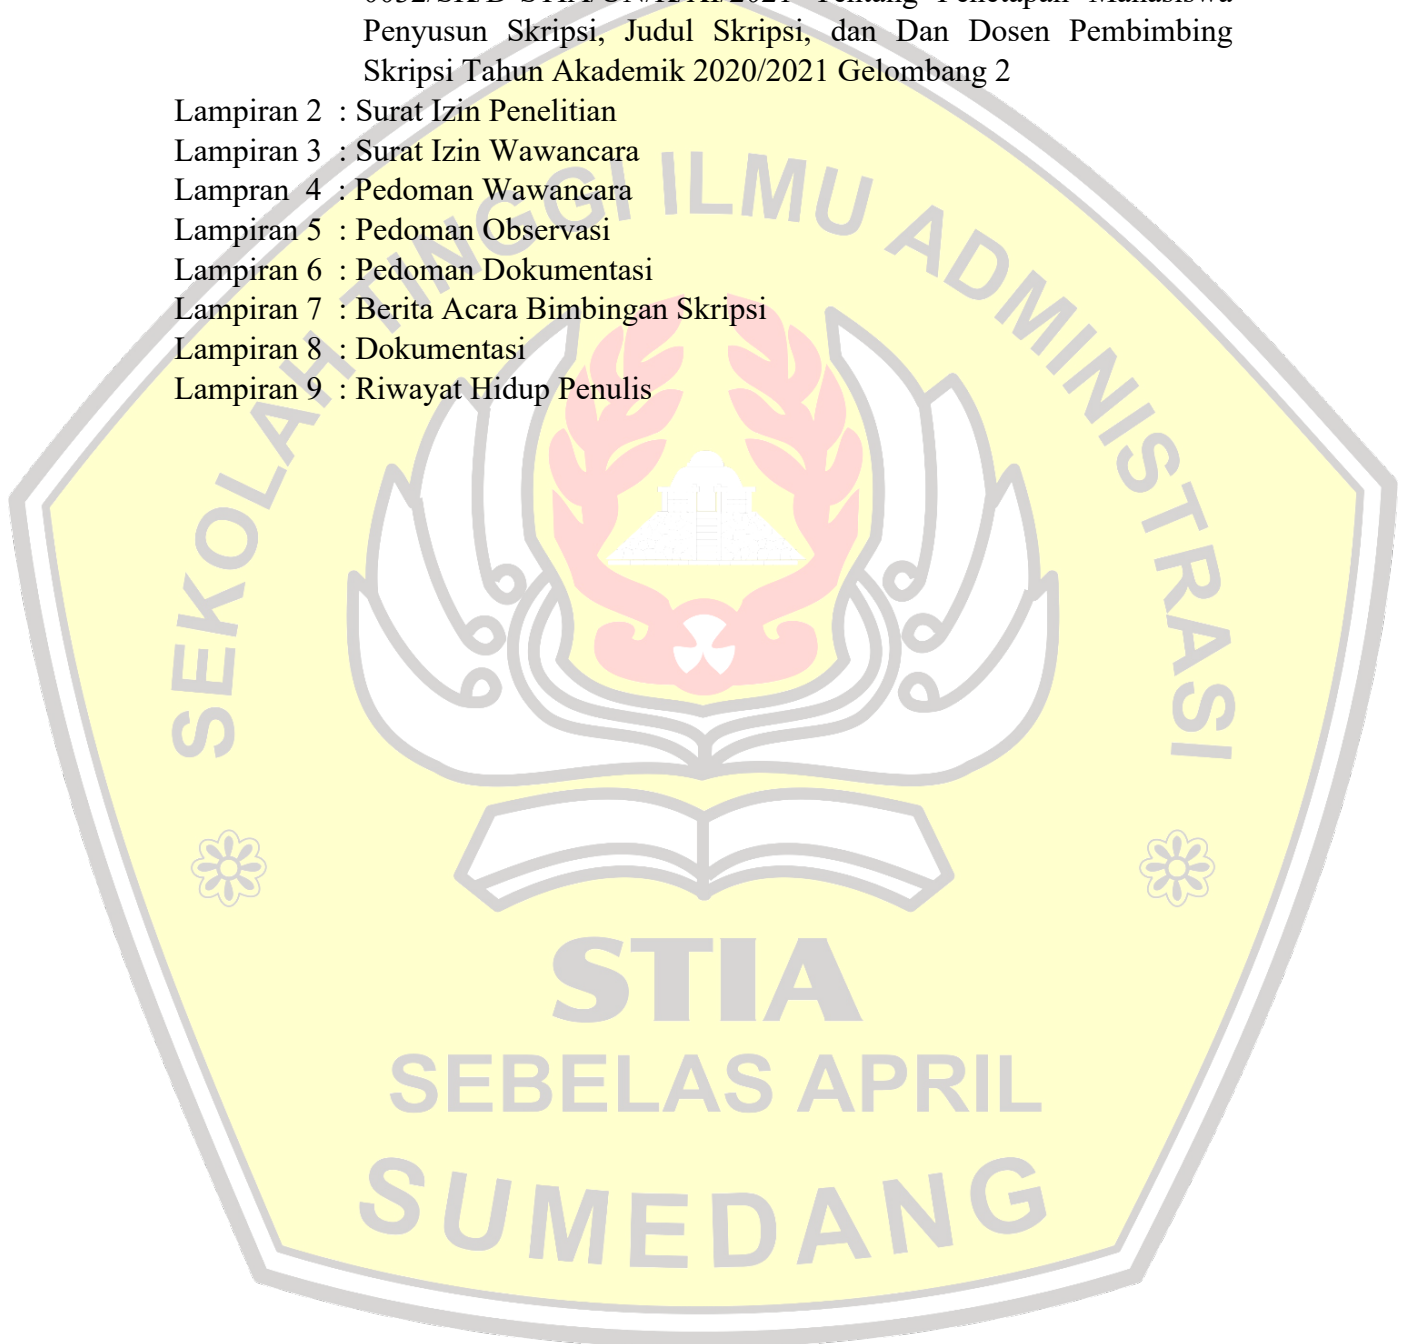 Tentang Penetapan Mahasiswa
Penyusun Skripsi, Judul Skripsi, dan Dan Dosen Pembimbing
Skripsi Tahun Akademik 2020/2021 Gelombang 2
Lampiran 2 : Surat Izin Penelitian
Lampiran 3 : Surat Izin Wawancara
Lampran 4 : Pedoman Wawancara
Lampiran 5 : Pedoman Observasi
Lampiran 6 : Pedoman Dokumentasi
Lampiran 7 : Berita Acara Bimbingan Skripsi
Lampiran 8 : Dokumentasi
Lampiran 9 : Riwayat Hidup Penulis
SEKOLAH TINGGI ILMU ADMINISTRASI
STIA
SEBELAS APRIL
SUMEDANG